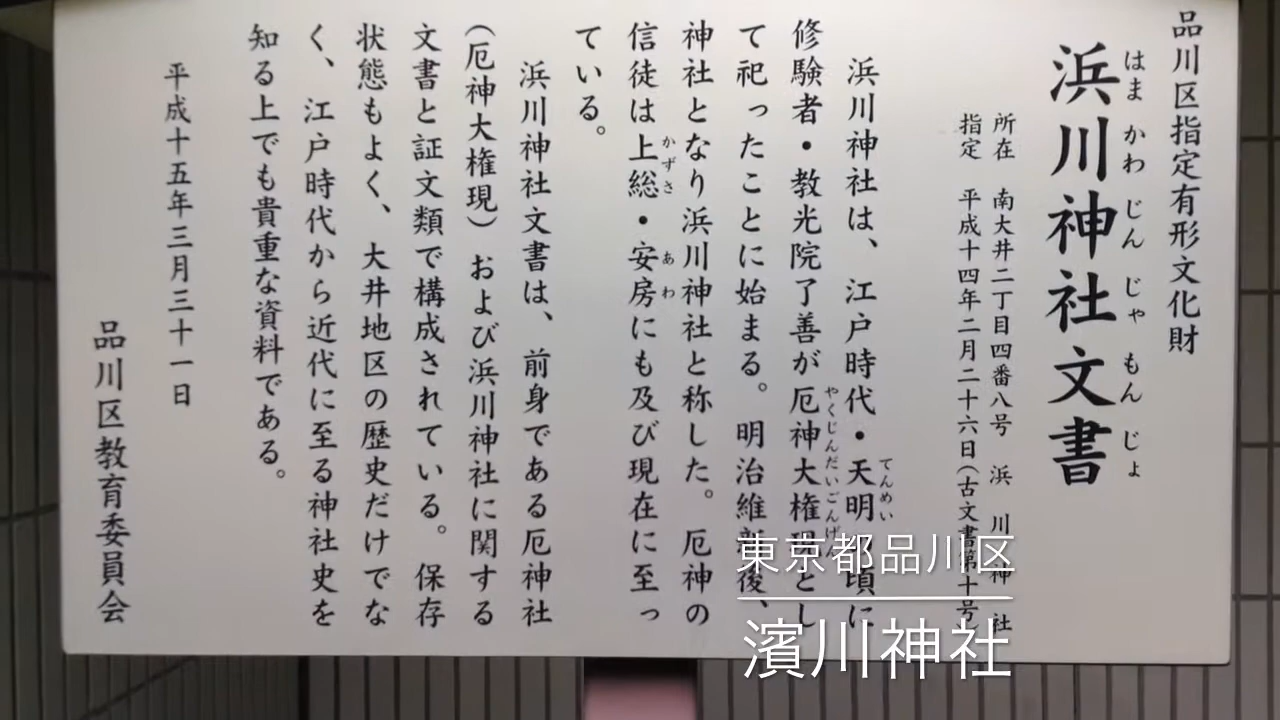 品川区指定有形文化財
はまかわじんじゃもんじょ
浜川神社文書
所在 南大井二丁目四番八号 浜川神社
指定 平成十四年二月二十六日(古文書第十号)
浜川神社は、江戸時代・天明の頃に
てんめい
修験者・教光院了善が厄神大権現とし
やくじんだいごんげん
て祀ったことに始まる。明治維新後、
神社となり浜川神社と称した。厄神の
信徒は上総・安房にも及び現在に至っ
かずさ あわ
ている。
浜川神社文書は、前身である厄神社
(厄神大権現)および浜川神社に関する
文書と証文類で構成されている。保存
状態もよく、大井地区の歴史だけでな
く、江戸時代から近代に至る神社史を
知る上でも貴重な資料である。
平成十五年三月三十一日
品川区教育委員会
東京都品川区
濱川神社